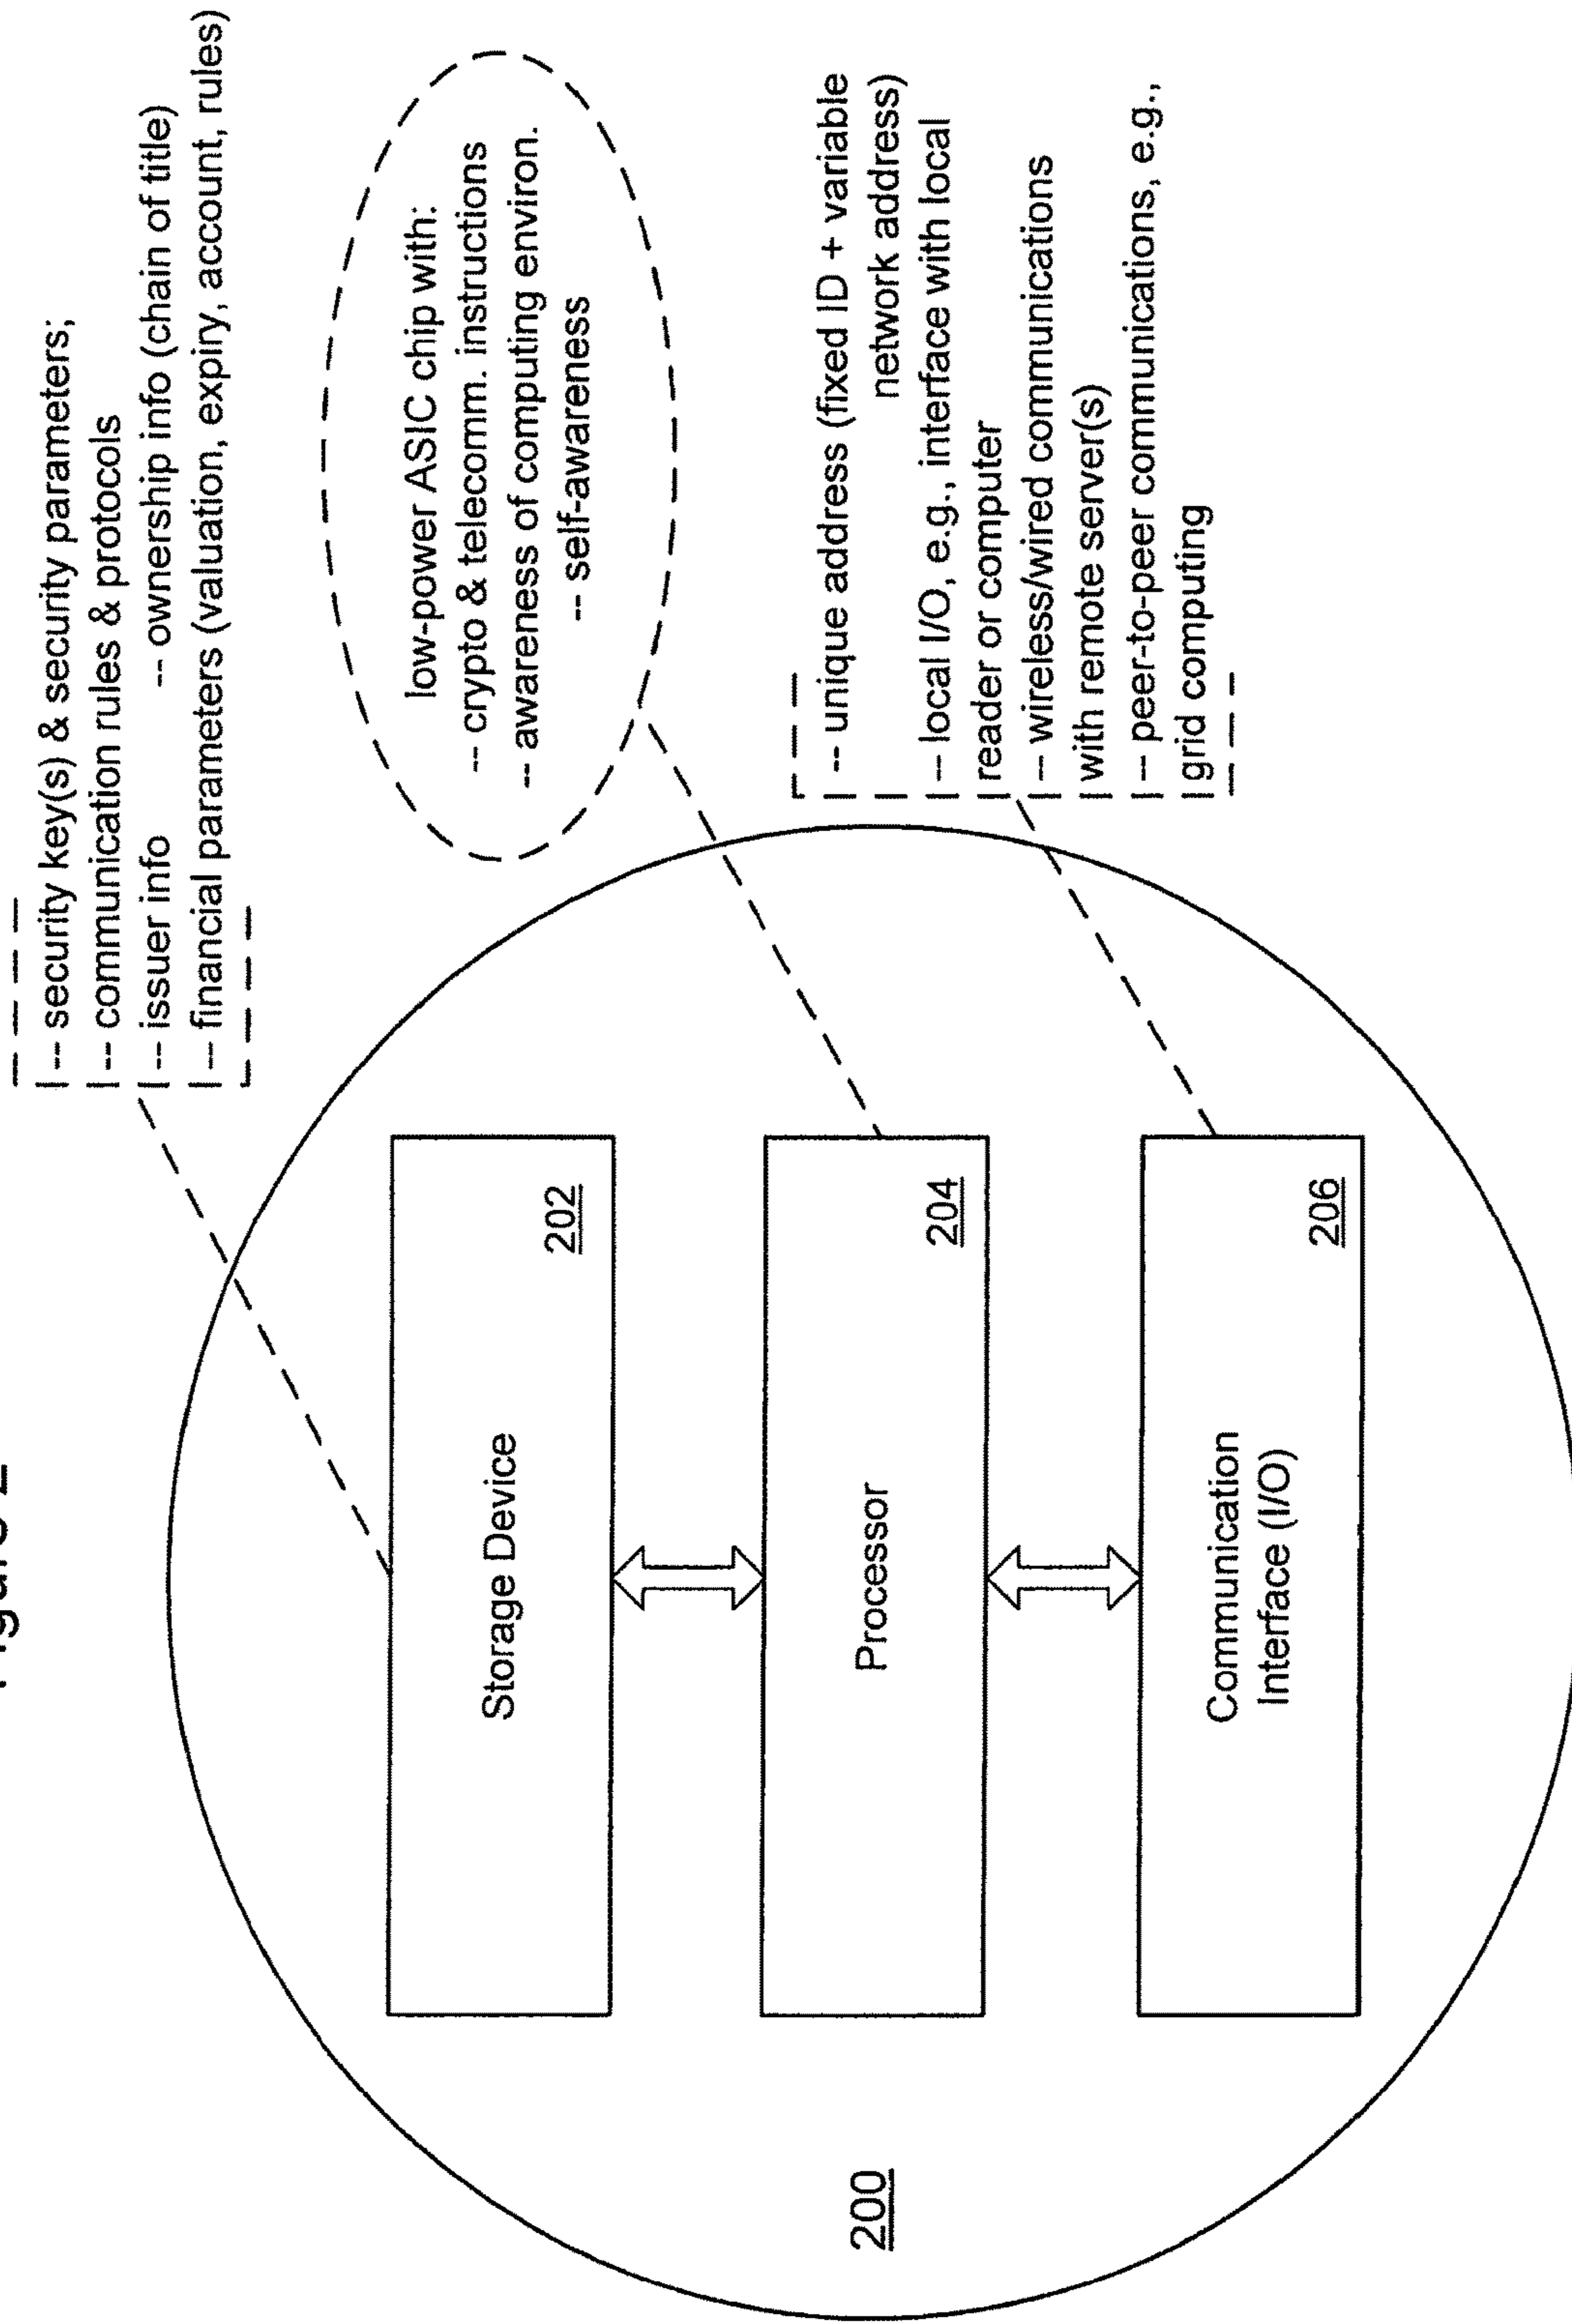 Figure 2
-- security key(s) & security parameters;
-- communication rules & protocols
-- issuer info -- ownership info (chain of title)
-- financial parameters (valuation, expiry, account, rules)
low-power ASIC chip with:
-- crypto & telecomm. instructions
-- awareness of computing environ.
-- self-awareness
-- unique address (fixed ID + variable
network address)
-- local I/O, e.g., interface with local
reader or computer
-- wireless/wired communications
with remote server(s)
-- peer-to-peer communications, e.g.,
grid computing
Storage Device
202
Processor
204
Communication
Interface (I/O)
206
200